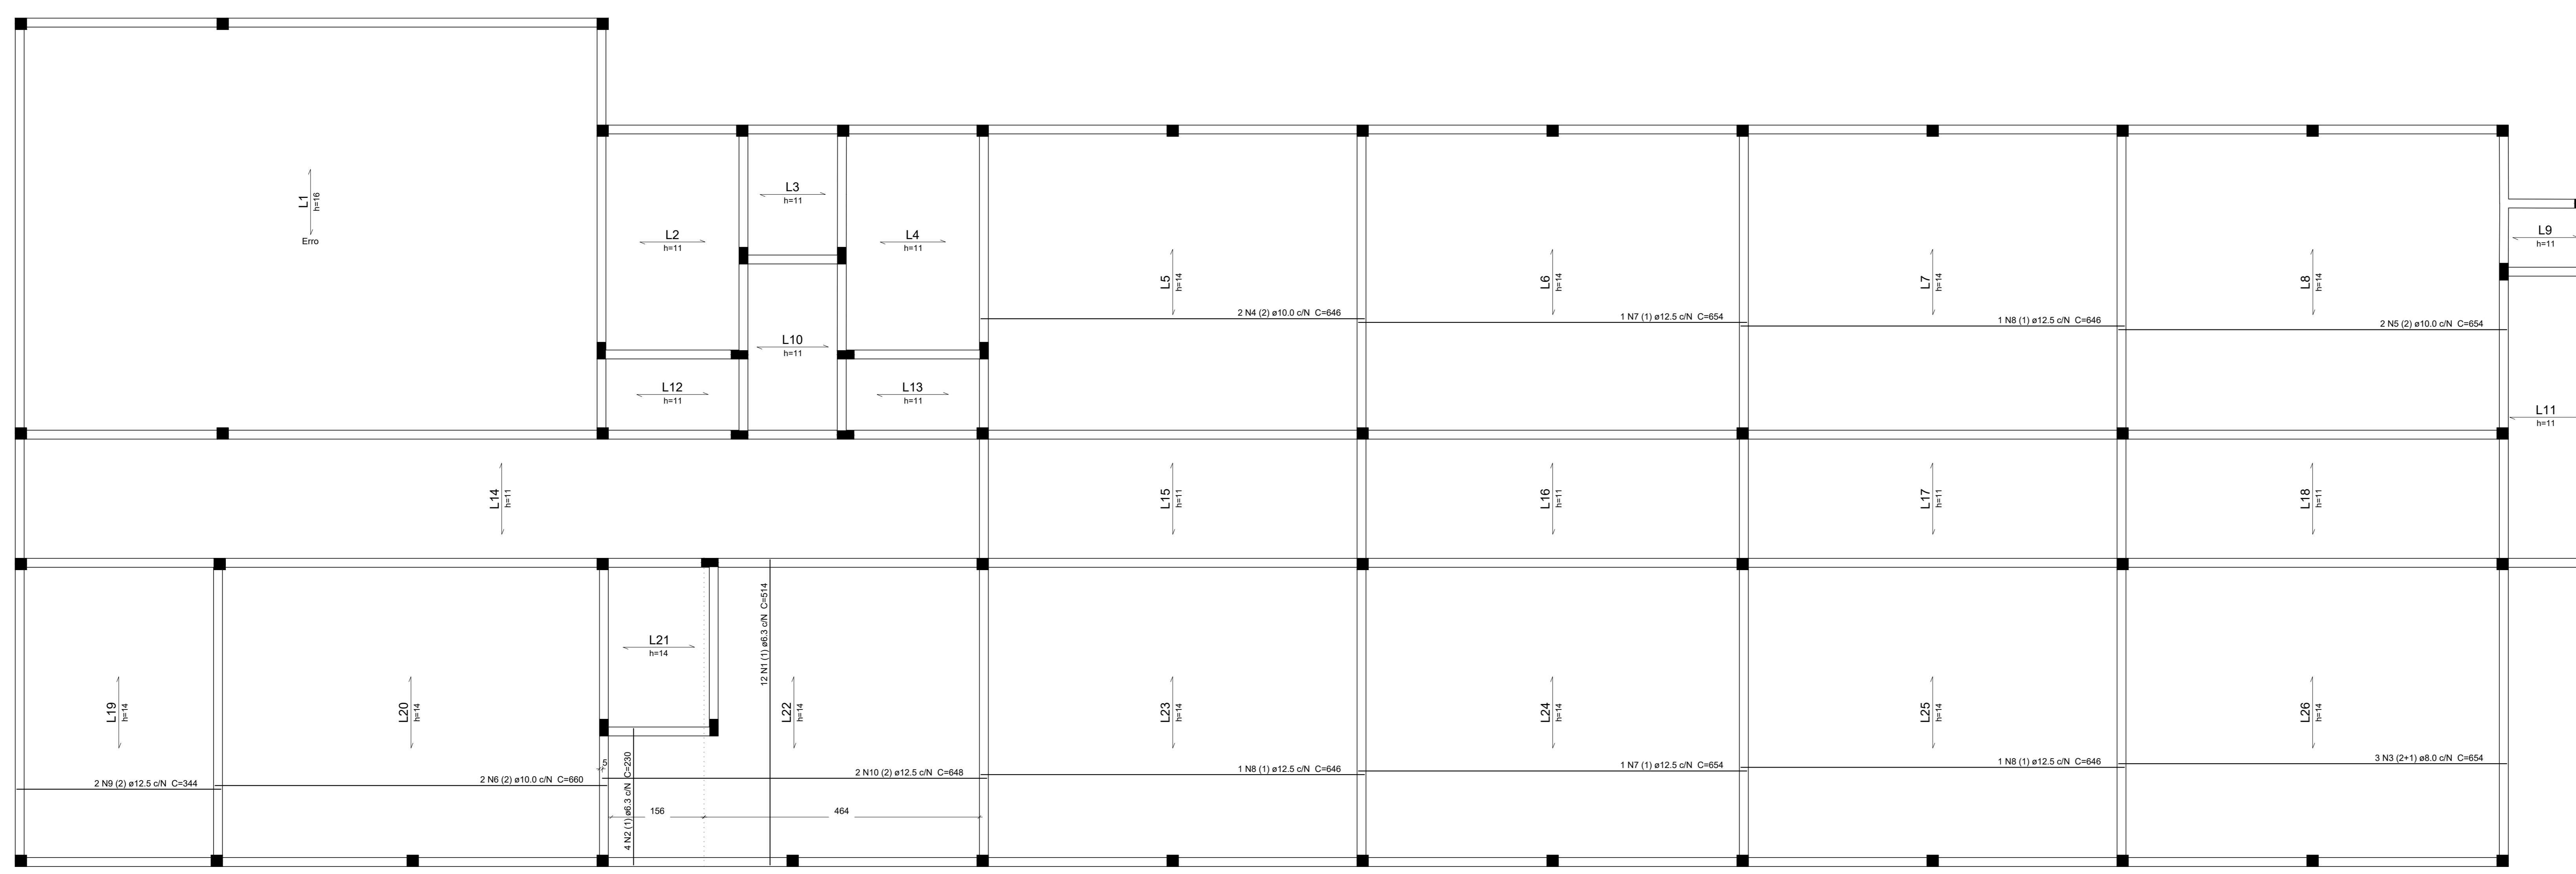 L1
h=16
Erro
L2
h=11
L3
h=11
L4
h=11
L5
h=14
L6
h=14
L7
h=14
L8
h=14
L9
h=11
2 N4 (2) ø10.0 c/N C=646
1 N7 (1) ø12.5 c/N C=654
1 N8 (1) ø12.5 c/N C=646
2 N5 (2) ø10.0 c/N C=654
L10
h=11
L11
h=11
L12
h=11
L13
h=11
L14
h=11
L15
h=11
L16
h=11
L17
h=11
L18
h=11
L19
h=14
L20
h=14
L21
h=14
12 N1 (1) ø6.3 c/N C=514
L22
h=14
L23
h=14
L24
h=14
L25
h=14
L26
h=14
2 N9 (2) ø12.5 c/N C=344
2 N6 (2) ø10.0 c/N C=660
5
4 N2 (1) ø6.3 c/N C=230
2 N10 (2) ø12.5 c/N C=648
1 N8 (1) ø12.5 c/N C=646
1 N7 (1) ø12.5 c/N C=654
1 N8 (1) ø12.5 c/N C=646
3 N3 (2+1) ø8.0 c/N C=654
156
464